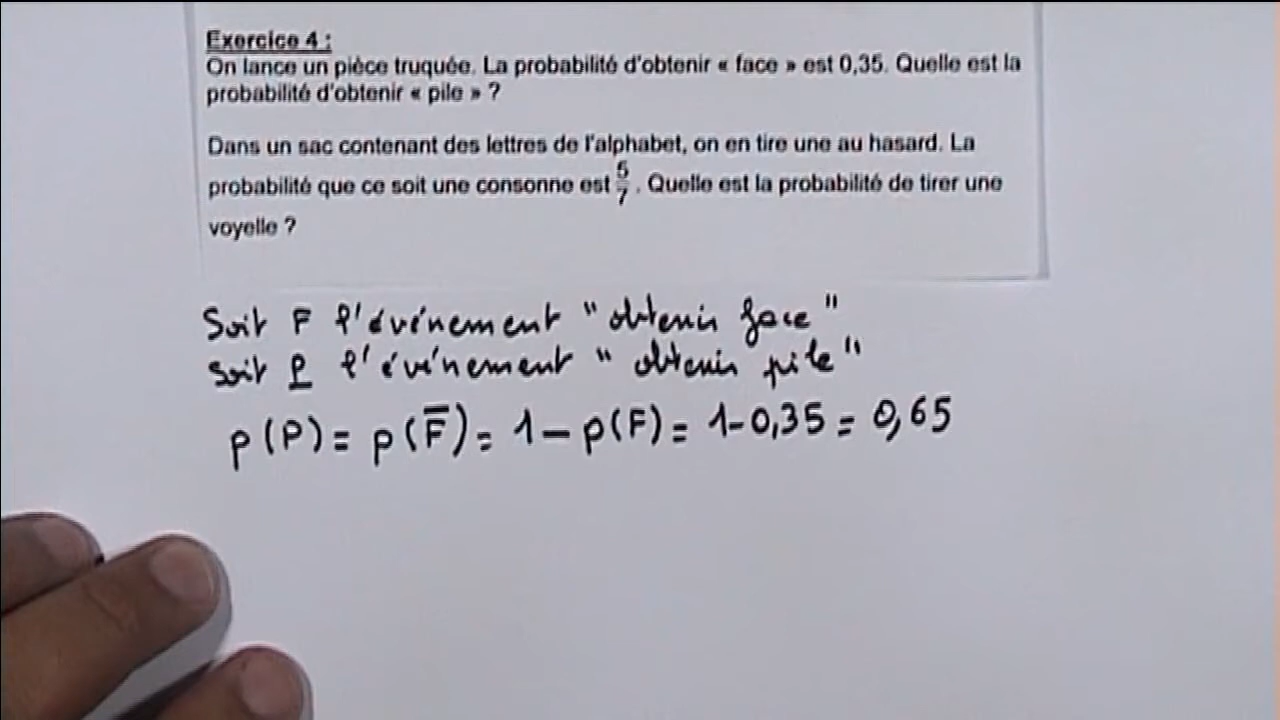 Exercice 4 :
On lance un pièce truquée. La probabilité d'obtenir « face » est 0,35. Quelle est la
probabilité d'obtenir « pile » ?
Dans un sac contenant des lettres de l'alphabet, on en tire une au hasard. La
probabilité que ce soit une consonne est 5/7 . Quelle est la probabilité de tirer une
voyelle ?
Soit F l'événement "obtenir face"
Soit P l'événement "obtenir pile"
p(P) = p(F̅) = 1 – p(F) = 1-0,35 = 0,65